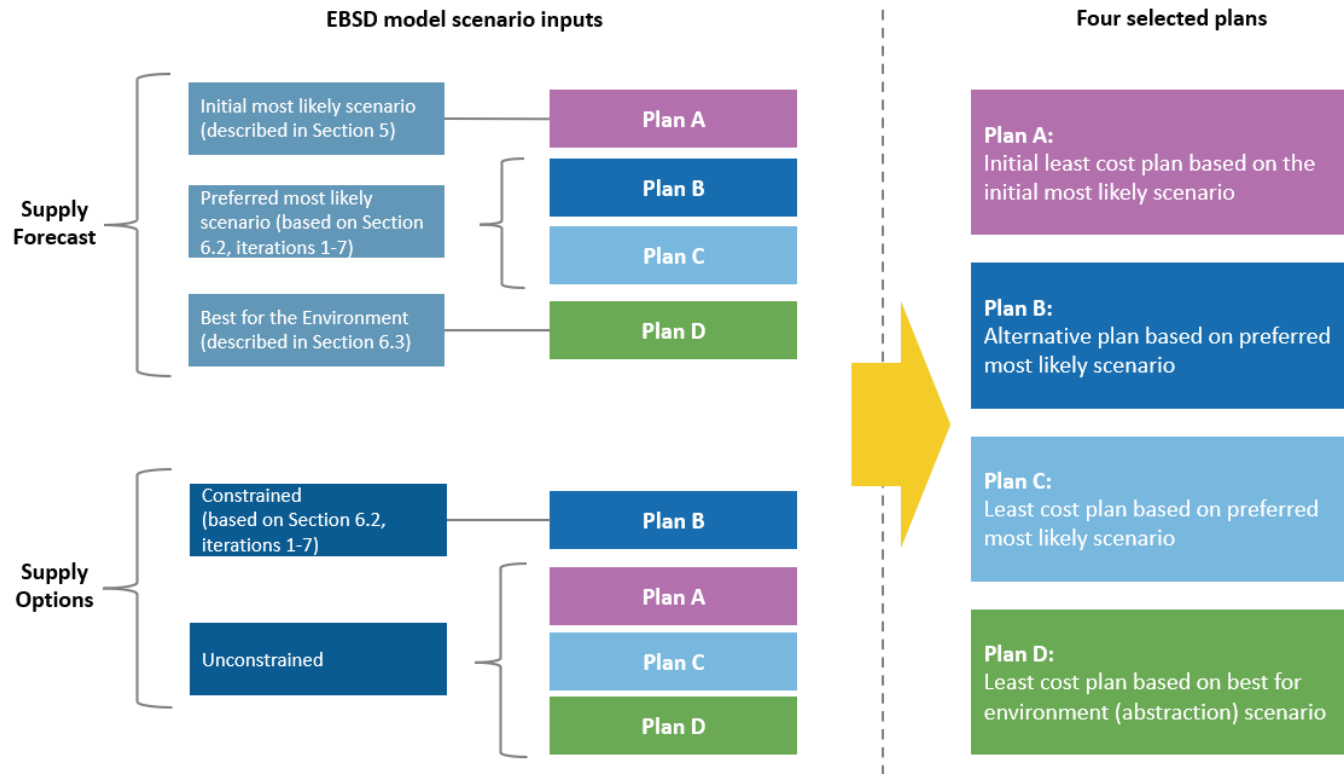 EBSD model scenario inputs
Supply
Forecast
Initial most likely scenario
(described in Section 5)
Plan A
Preferred most likely
scenario (based on Section
6.2, iterations 1-7)
Plan B
Plan C
Best for the Environment
(described in Section 6.3)
Plan D
Supply
Options
Constrained
(based on Section 6.2,
iterations 1-7)
Plan B
Unconstrained
Plan A
Plan C
Plan D
Four selected plans
Plan A:
Initial least cost plan based on the
initial most likely scenario
Plan B:
Alternative plan based on preferred
most likely scenario
Plan C:
Least cost plan based on preferred
most likely scenario
Plan D:
Least cost plan based on best for
environment (abstraction) scenario